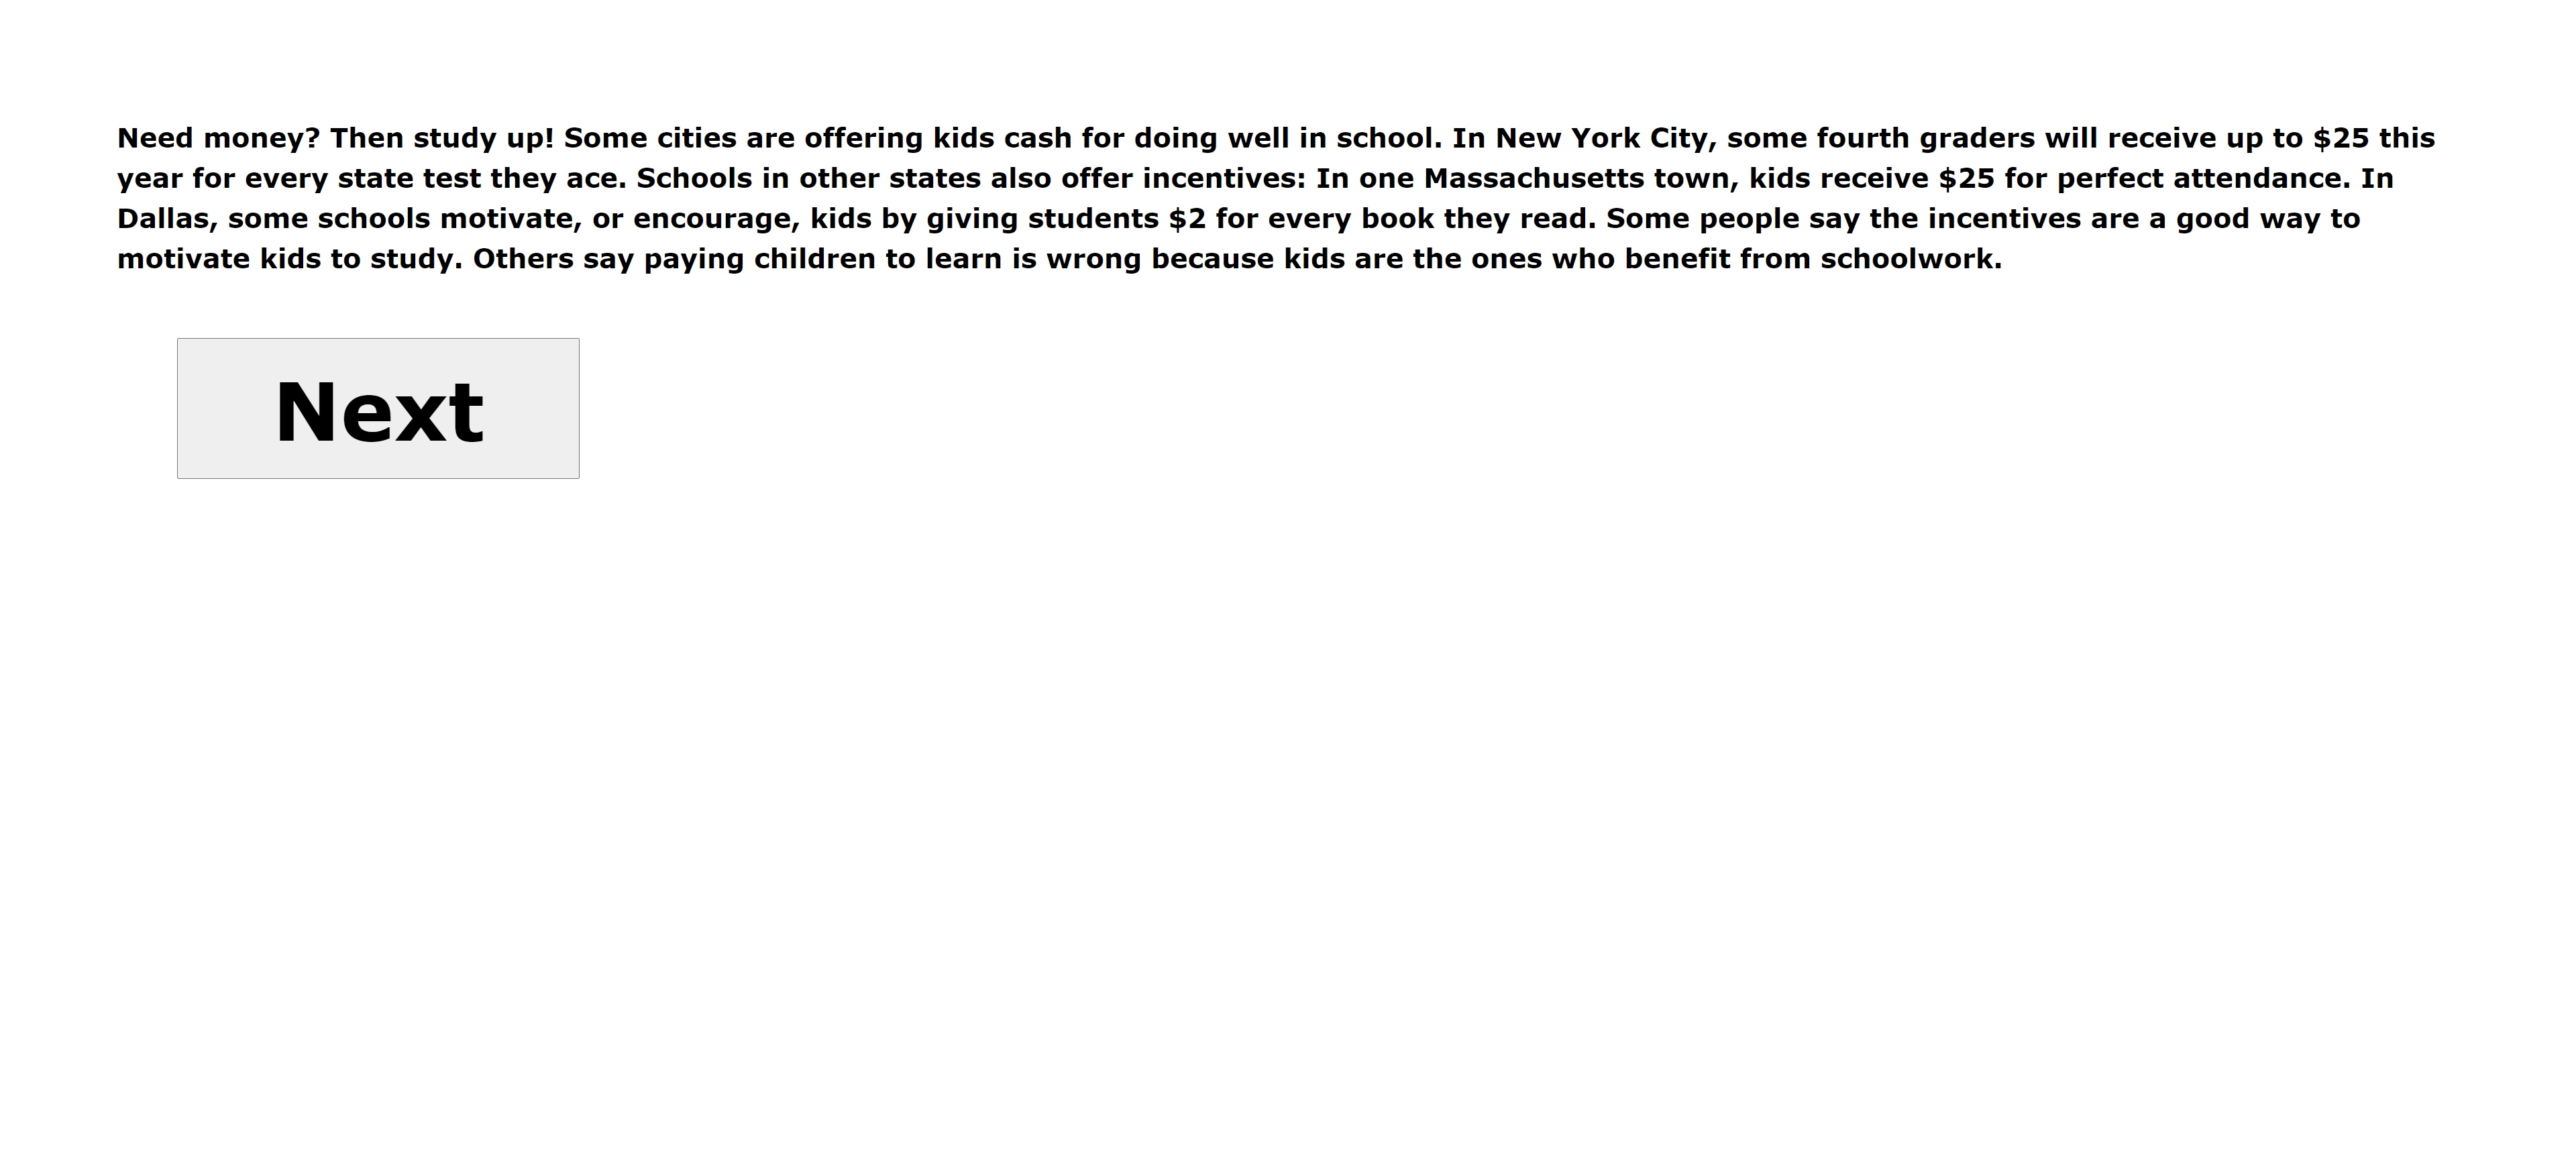 Need money? Then study up! Some cities are offering kids cash for doing well in school. In New York City, some fourth graders will receive up to $25 this
year for every state test they ace. Schools in other states also offer incentives: In one Massachusetts town, kids receive $25 for perfect attendance. In
Dallas, some schools motivate, or encourage, kids by giving students $2 for every book they read. Some people say the incentives are a good way to
motivate kids to study. Others say paying children to learn is wrong because kids are the ones who benefit from schoolwork.
Next